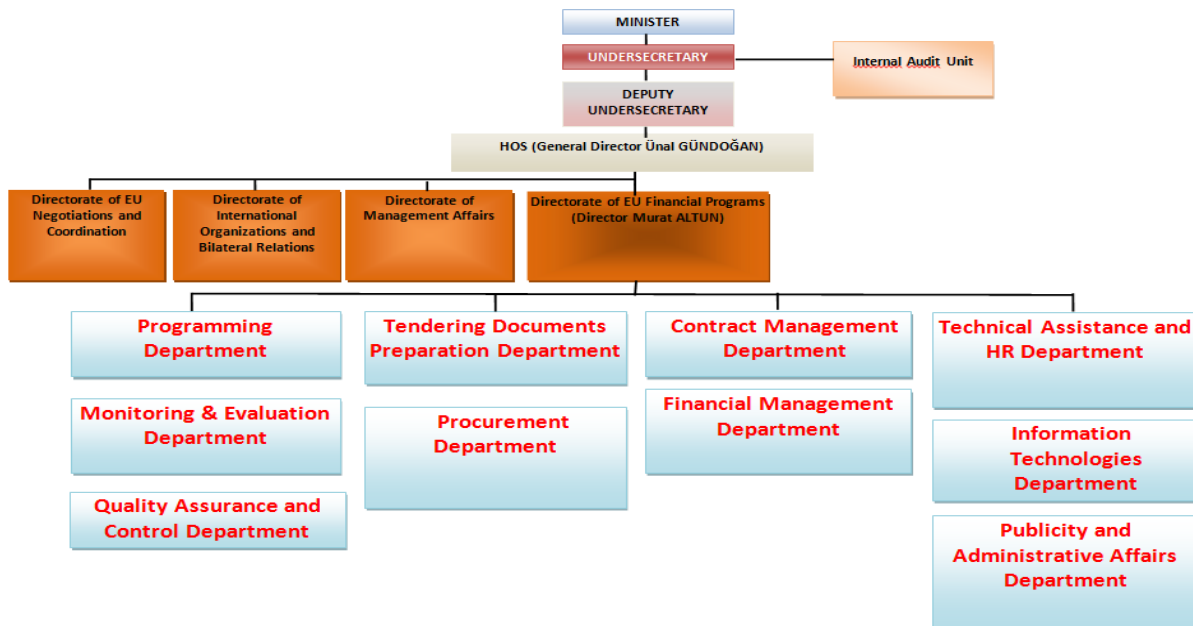 MINISTER
UNDERSECRETARY
Internal Audit Unit
DEPUTY
UNDERSECRETARY
HOS (General Director Ünal GÜNDOĞAN)
Directorate of EU
Negotiations and
Coordination
Directorate of
International
Organizations and
Bilateral Relations
Directorate of
Management Affairs
Directorate of EU Financial Programs
(Director Murat ALTUN)
Programming
Department
Tendering Documents
Preparation Department
Contract Management
Department
Technical Assistance and
HR Department
Monitoring & Evaluation
Department
Procurement
Department
Financial Management
Department
Information
Technologies
Department
Quality Assurance and
Control Department
Publicity and
Administrative Affairs
Department